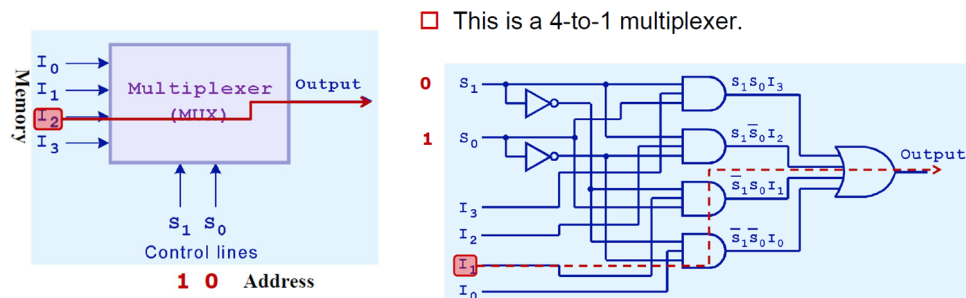 This is a 4-to-1 multiplexer.
Memory
I₀
I₁
I₂
I₃
Multiplexer
(MUX)
Output
S₁ S₀
Control lines
1 0 Address
0
S₁
1
S₀
I₃
I₂
I₁
I₀
S₁S₀I₃
S₁S̅₀I₂
S̅₁S₀I₁
S̅₁S̅₀I₀
Output